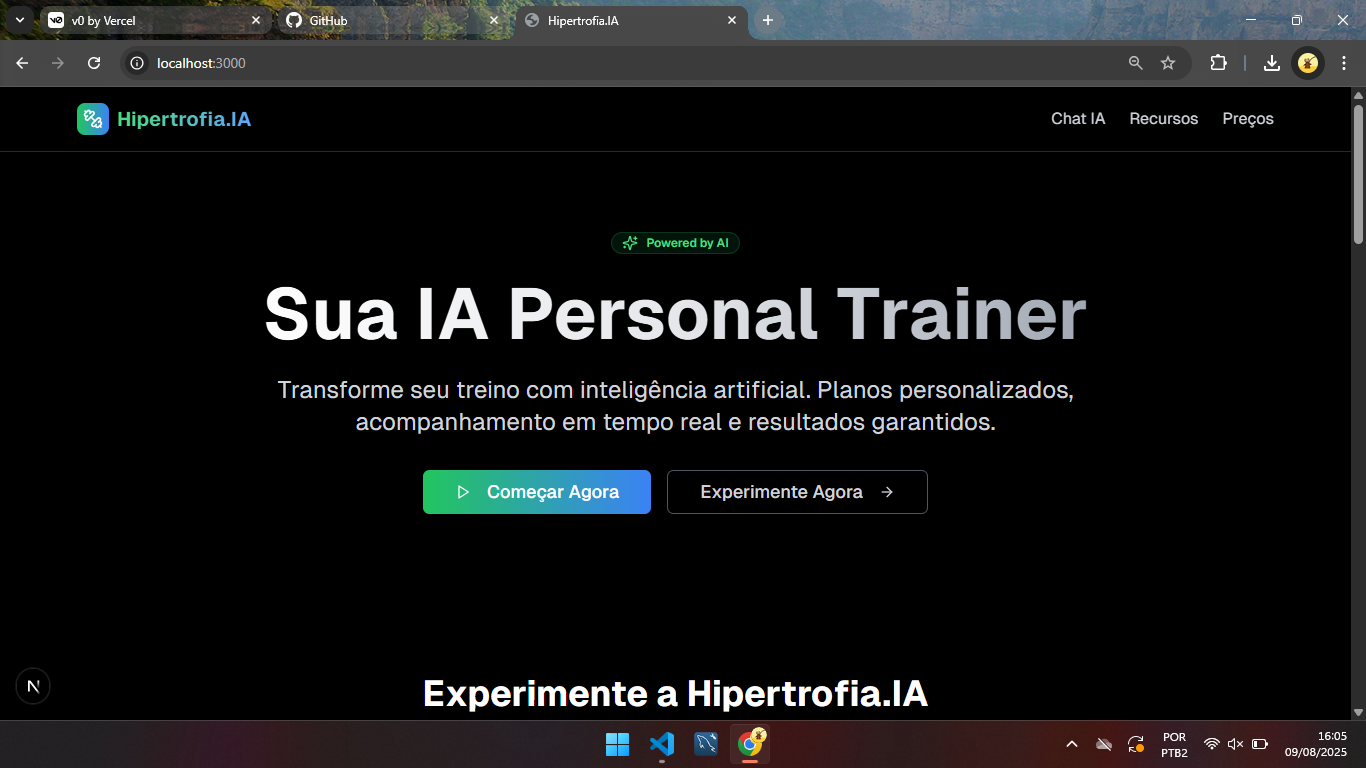 v0 by Vercel
GitHub
Hipertrofia.IA
localhost:3000
Hipertrofia.IA
Chat IA
Recursos
Preços
Powered by AI
Sua IA Personal Trainer
Transforme seu treino com inteligência artificial. Planos personalizados,
acompanhamento em tempo real e resultados garantidos.
Começar Agora
Experimente Agora
Experimente a Hipertrofia.IA
N
POR
PTB2
16:05
09/08/2025